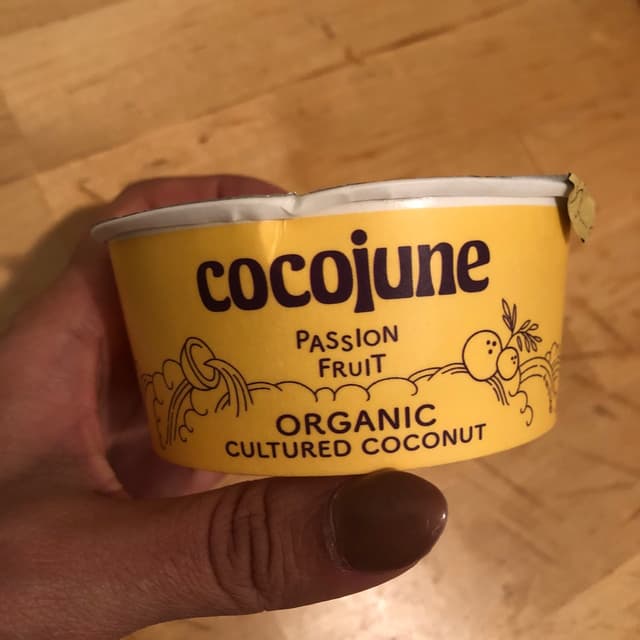 cocojune
PASSION
FRUIT
ORGANIC
CULTURED COCONUT